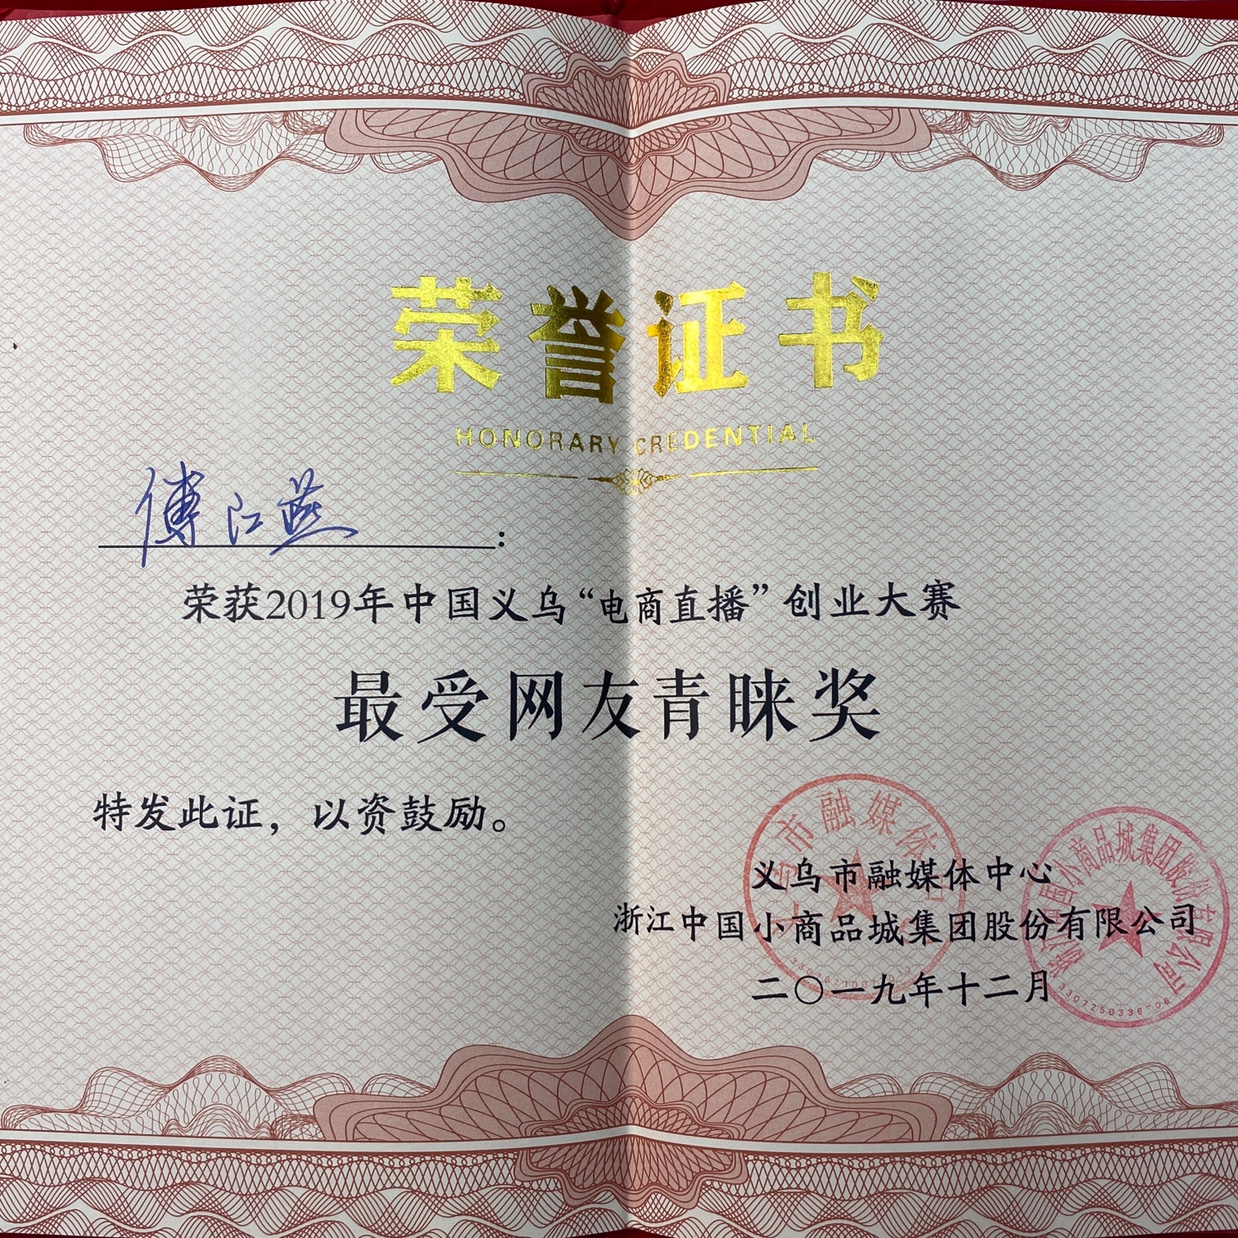 荣誉证书
HONORARY CREDENTIAL
傅江燕：
荣获2019年中国义乌“电商直播”创业大赛
最受网友青睐奖
特发此证，以资鼓励。
义乌市融媒体中心
浙江中国小商品城集团股份有限公司
二〇一九年十二月